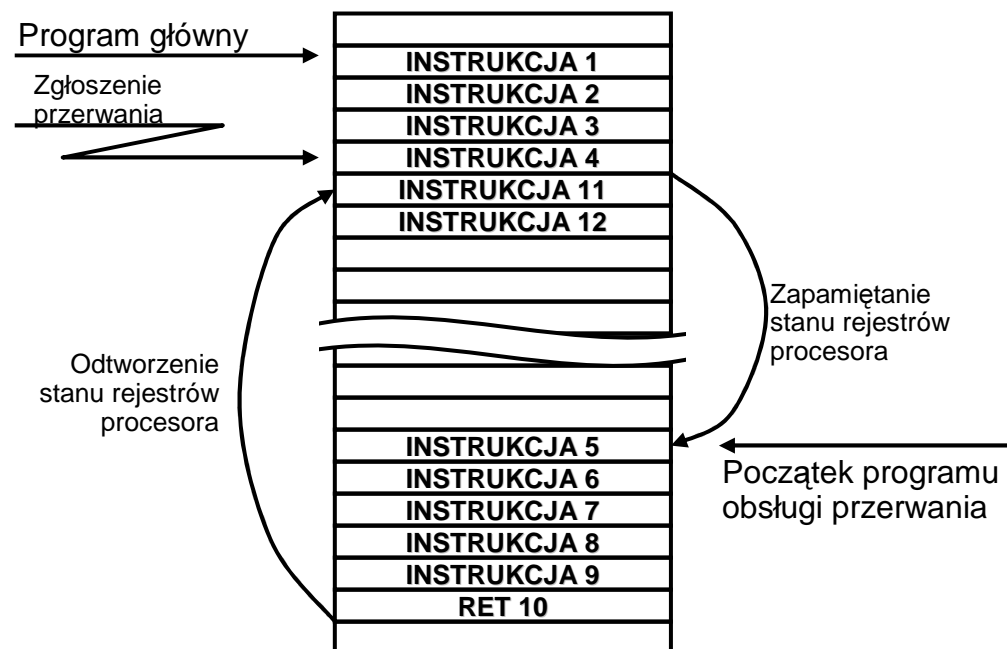 Program główny
Zgłoszenie
przerwania
INSTRUKCJA 1
INSTRUKCJA 2
INSTRUKCJA 3
INSTRUKCJA 4
INSTRUKCJA 11
INSTRUKCJA 12
Zapamiętanie
stanu rejestrów
procesora
Odtworzenie
stanu rejestrów
procesora
INSTRUKCJA 5
INSTRUKCJA 6
INSTRUKCJA 7
INSTRUKCJA 8
INSTRUKCJA 9
RET 10
Początek programu
obsługi przerwania